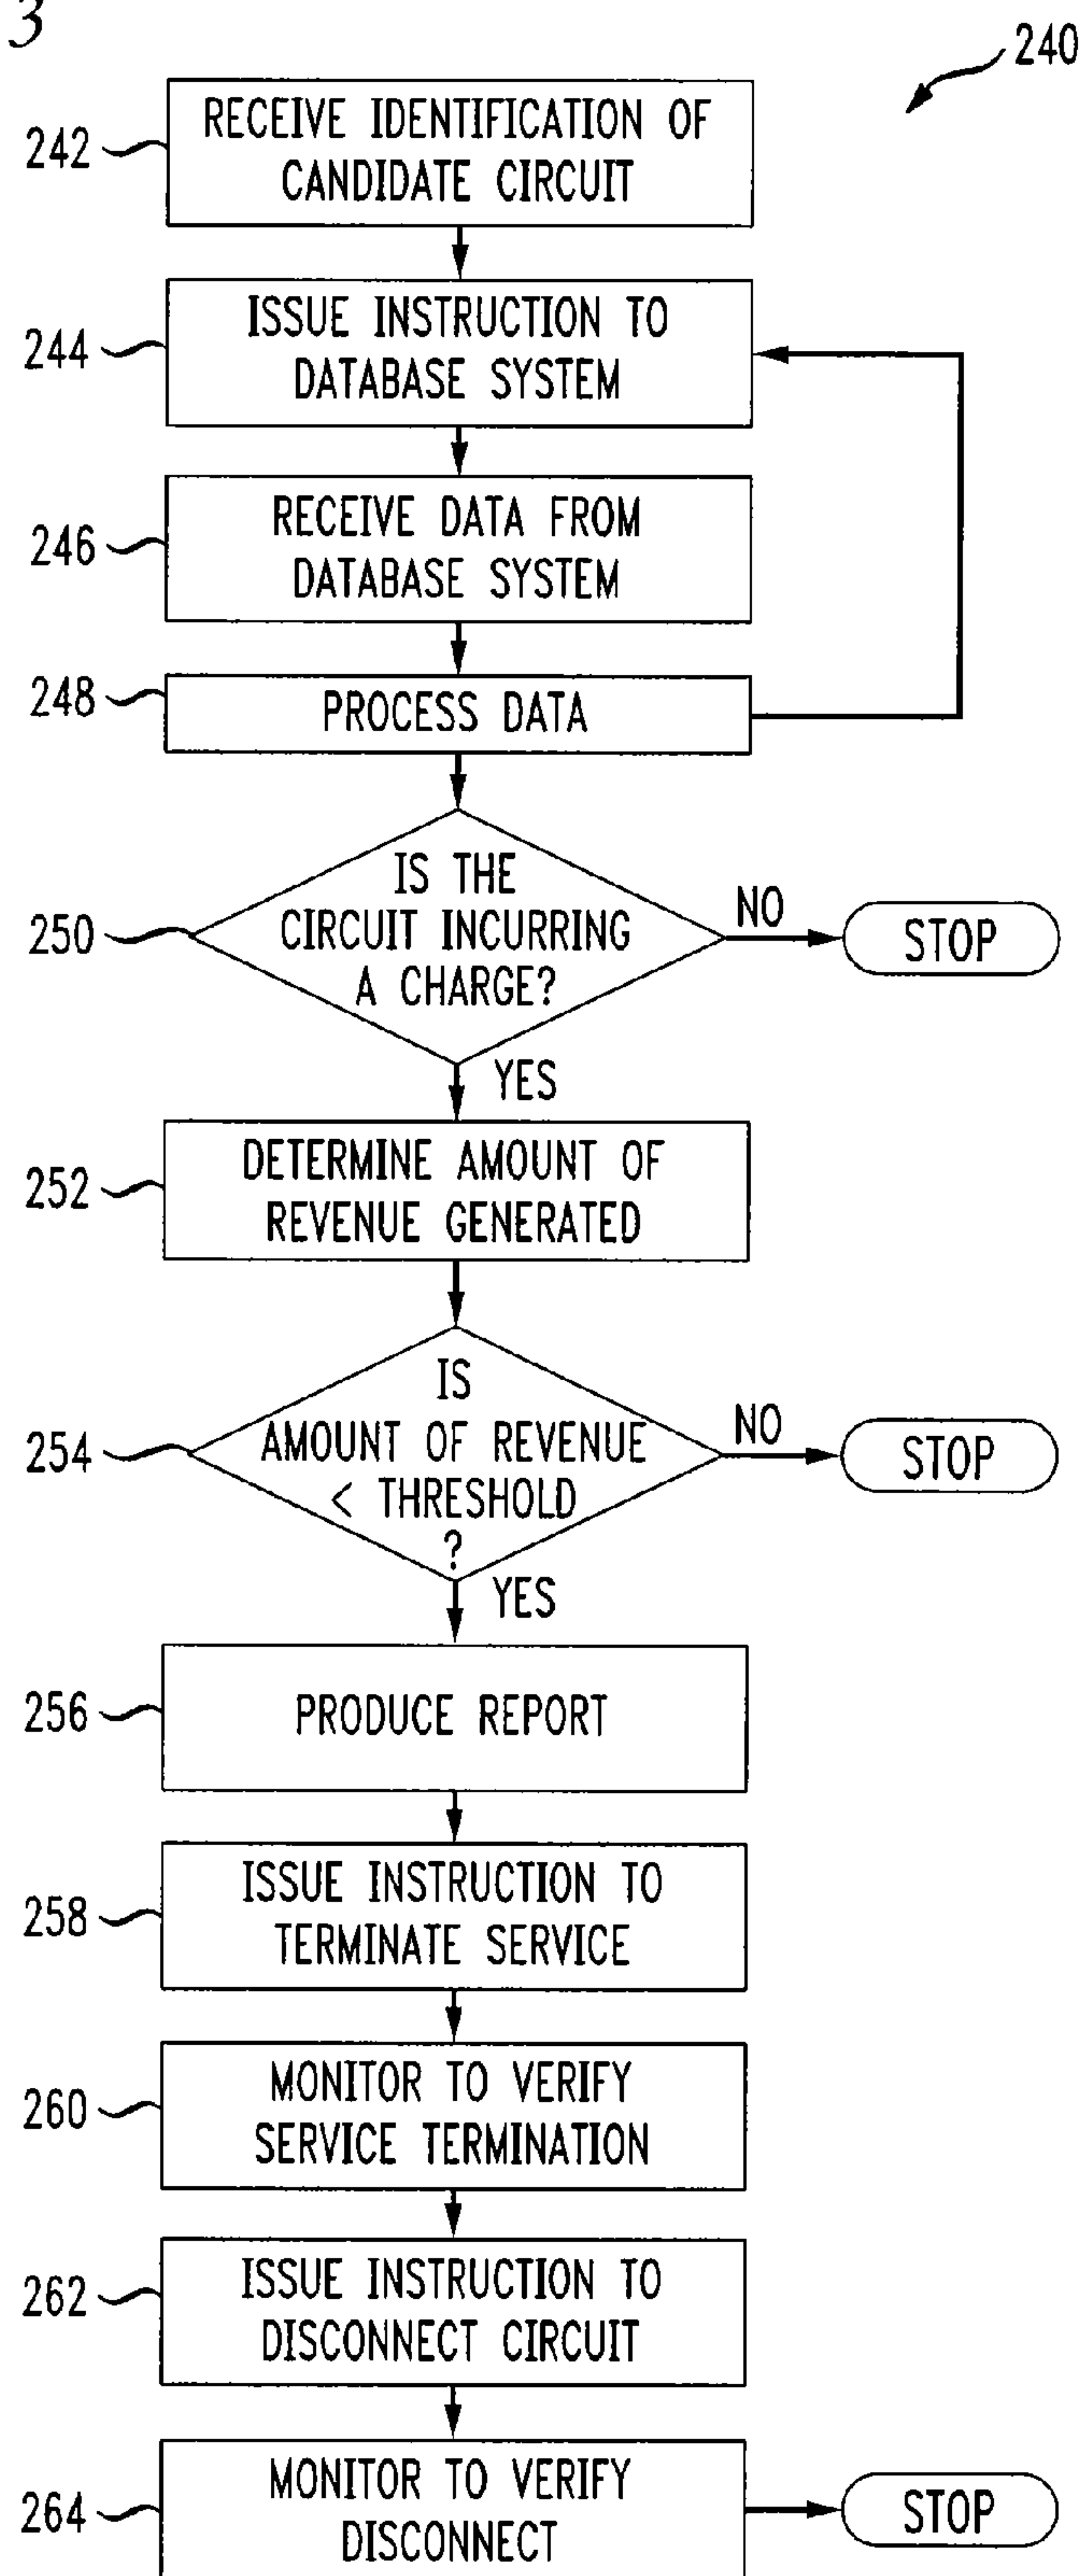 3
240
242
RECEIVE IDENTIFICATION OF
CANDIDATE CIRCUIT
244
ISSUE INSTRUCTION TO
DATABASE SYSTEM
246
RECEIVE DATA FROM
DATABASE SYSTEM
248
PROCESS DATA
250
IS THE
CIRCUIT INCURRING
A CHARGE?
NO
STOP
YES
252
DETERMINE AMOUNT OF
REVENUE GENERATED
254
IS
AMOUNT OF REVENUE
< THRESHOLD
?
NO
STOP
YES
256
PRODUCE REPORT
258
ISSUE INSTRUCTION TO
TERMINATE SERVICE
260
MONITOR TO VERIFY
SERVICE TERMINATION
262
ISSUE INSTRUCTION TO
DISCONNECT CIRCUIT
264
MONITOR TO VERIFY
DISCONNECT
STOP